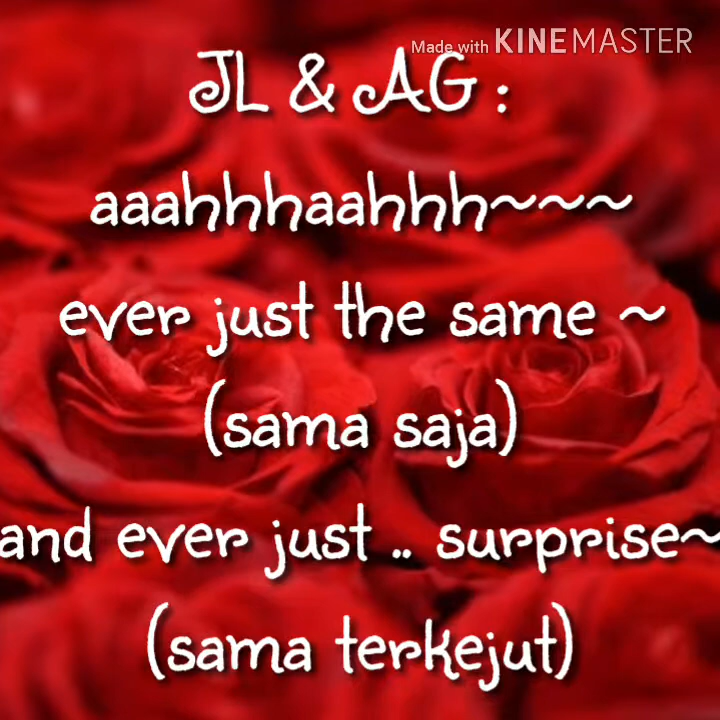 Made with KINEMASTER
JL & AG :
aaahhhaahhh~~~
ever just the same ~
(sama saja)
and ever just .. surprise~
(sama terkejut)